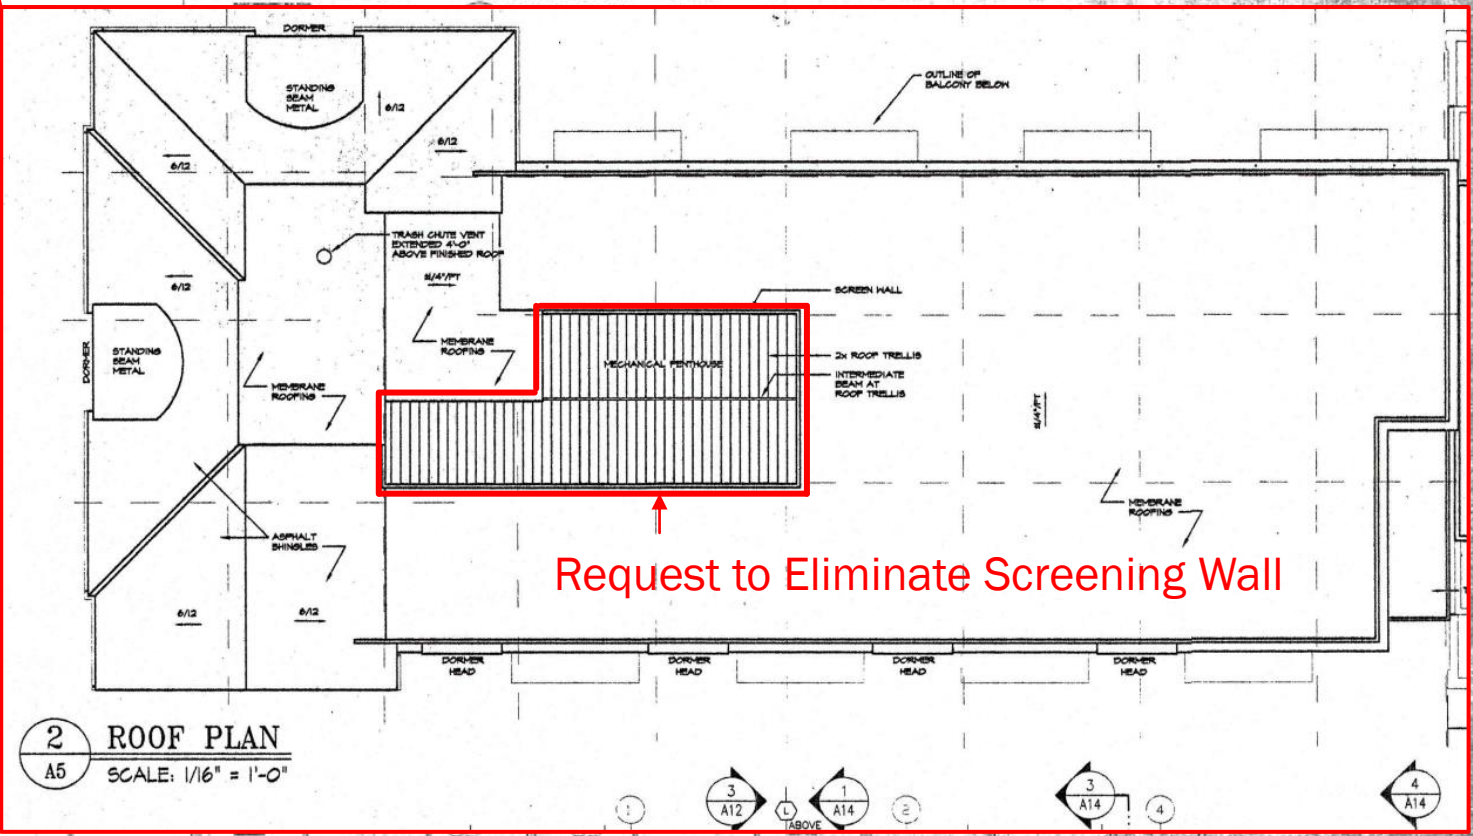 DORMER
STANDING
SEAM
METAL
6/12
6/12
6/12
OUTLINE OF
BALCONY BELOW
TRASH CHUTE VENT
EXTENDED 4'-0"
ABOVE FINISHED ROOF
1/4"/FT
6/12
SCREEN WALL
MEMBRANE
ROOFING
DORMER
STANDING
SEAM
METAL
MECHANICAL PENTHOUSE
2x ROOF TRELLIS
INTERMEDIATE
BEAM AT
ROOF TRELLIS
MEMBRANE
ROOFING
1/4"/FT
MEMBRANE
ROOFING
ASPHALT
SHINGLES
Request to Eliminate Screening Wall
6/12
6/12
DORMER
HEAD
DORMER
HEAD
DORMER
HEAD
DORMER
HEAD
2
A5
ROOF PLAN
SCALE: 1/16" = 1'-0"
3
A12
L
ABOVE
1
A14
1
2
3
A14
4
4
A14